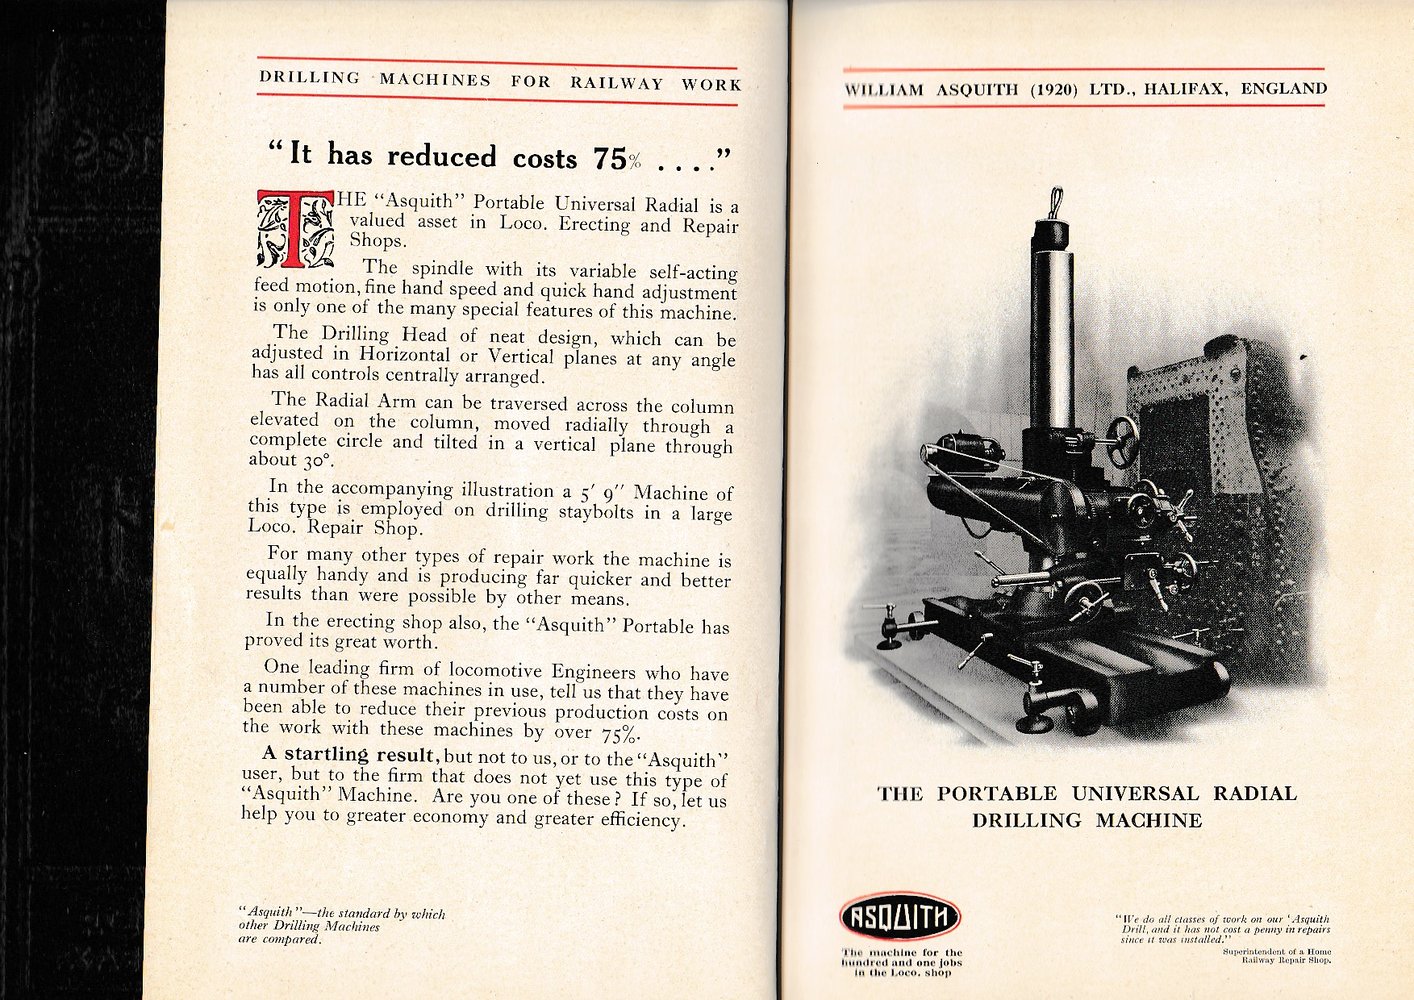 DRILLING MACHINES FOR RAILWAY WORK
“It has reduced costs 75% . . . .”
THE “Asquith” Portable Universal Radial is a
valued asset in Loco. Erecting and Repair
Shops.
The spindle with its variable self-acting
feed motion, fine hand speed and quick hand adjustment
is only one of the many special features of this machine.
The Drilling Head of neat design, which can be
adjusted in Horizontal or Vertical planes at any angle
has all controls centrally arranged.
The Radial Arm can be traversed across the column
elevated on the column, moved radially through a
complete circle and tilted in a vertical plane through
about 30°.
In the accompanying illustration a 5′ 9″ Machine of
this type is employed on drilling staybolts in a large
Loco. Repair Shop.
For many other types of repair work the machine is
equally handy and is producing far quicker and better
results than were possible by other means.
In the erecting shop also, the “Asquith” Portable has
proved its great worth.
One leading firm of locomotive Engineers who have
a number of these machines in use, tell us that they have
been able to reduce their previous production costs on
the work with these machines by over 75%.
A startling result, but not to us, or to the “Asquith”
user, but to the firm that does not yet use this type of
“Asquith” Machine. Are you one of these? If so, let us
help you to greater economy and greater efficiency.
“Asquith”—the standard by which
other Drilling Machines
are compared.
WILLIAM ASQUITH (1920) LTD., HALIFAX, ENGLAND
THE PORTABLE UNIVERSAL RADIAL
DRILLING MACHINE
ASQUITH
The machine for the
hundred and one jobs
in the Loco. shop
“We do all classes of work on our ‘Asquith
Drill, and it has not cost a penny in repairs
since it was installed.”
Superintendent of a Home
Railway Repair Shop.